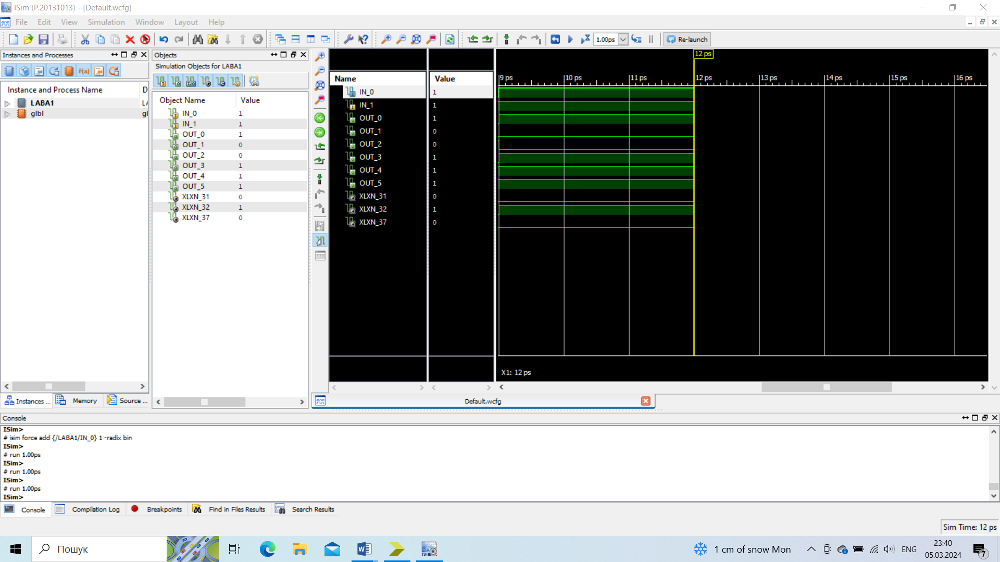 ISim (P.20131013) - [Default.wcfg]
File Edit View Simulation Window Layout Help
1.00ps Re-launch
Instances and Processes
F(x)
Instance and Process Name D
LABA1 L
glbl gl
Instances ... Memory Source ...
Objects
Simulation Objects for LABA1
Object Name Value
IN_0 1
IN_1 1
OUT_0 1
OUT_1 0
OUT_2 0
OUT_3 1
OUT_4 1
OUT_5 1
XLXN_31 0
XLXN_32 1
XLXN_37 0
Name Value
IN_0 1
IN_1 1
OUT_0 1
OUT_1 0
OUT_2 0
OUT_3 1
OUT_4 1
OUT_5 1
XLXN_31 0
XLXN_32 1
XLXN_37 0
12 ps
9 ps 10 ps 11 ps 12 ps 13 ps 14 ps 15 ps 16 ps
X1: 12 ps
Default.wcfg
Console
ISim>
# isim force add {/LABA1/IN_0} 1 -radix bin
ISim>
# run 1.00ps
ISim>
# run 1.00ps
ISim>
# run 1.00ps
ISim>
Console Compilation Log Breakpoints Find in Files Results Search Results
Sim Time: 12 ps
Пошук
1 cm of snow Mon
ENG
23:40
05.03.2024
7